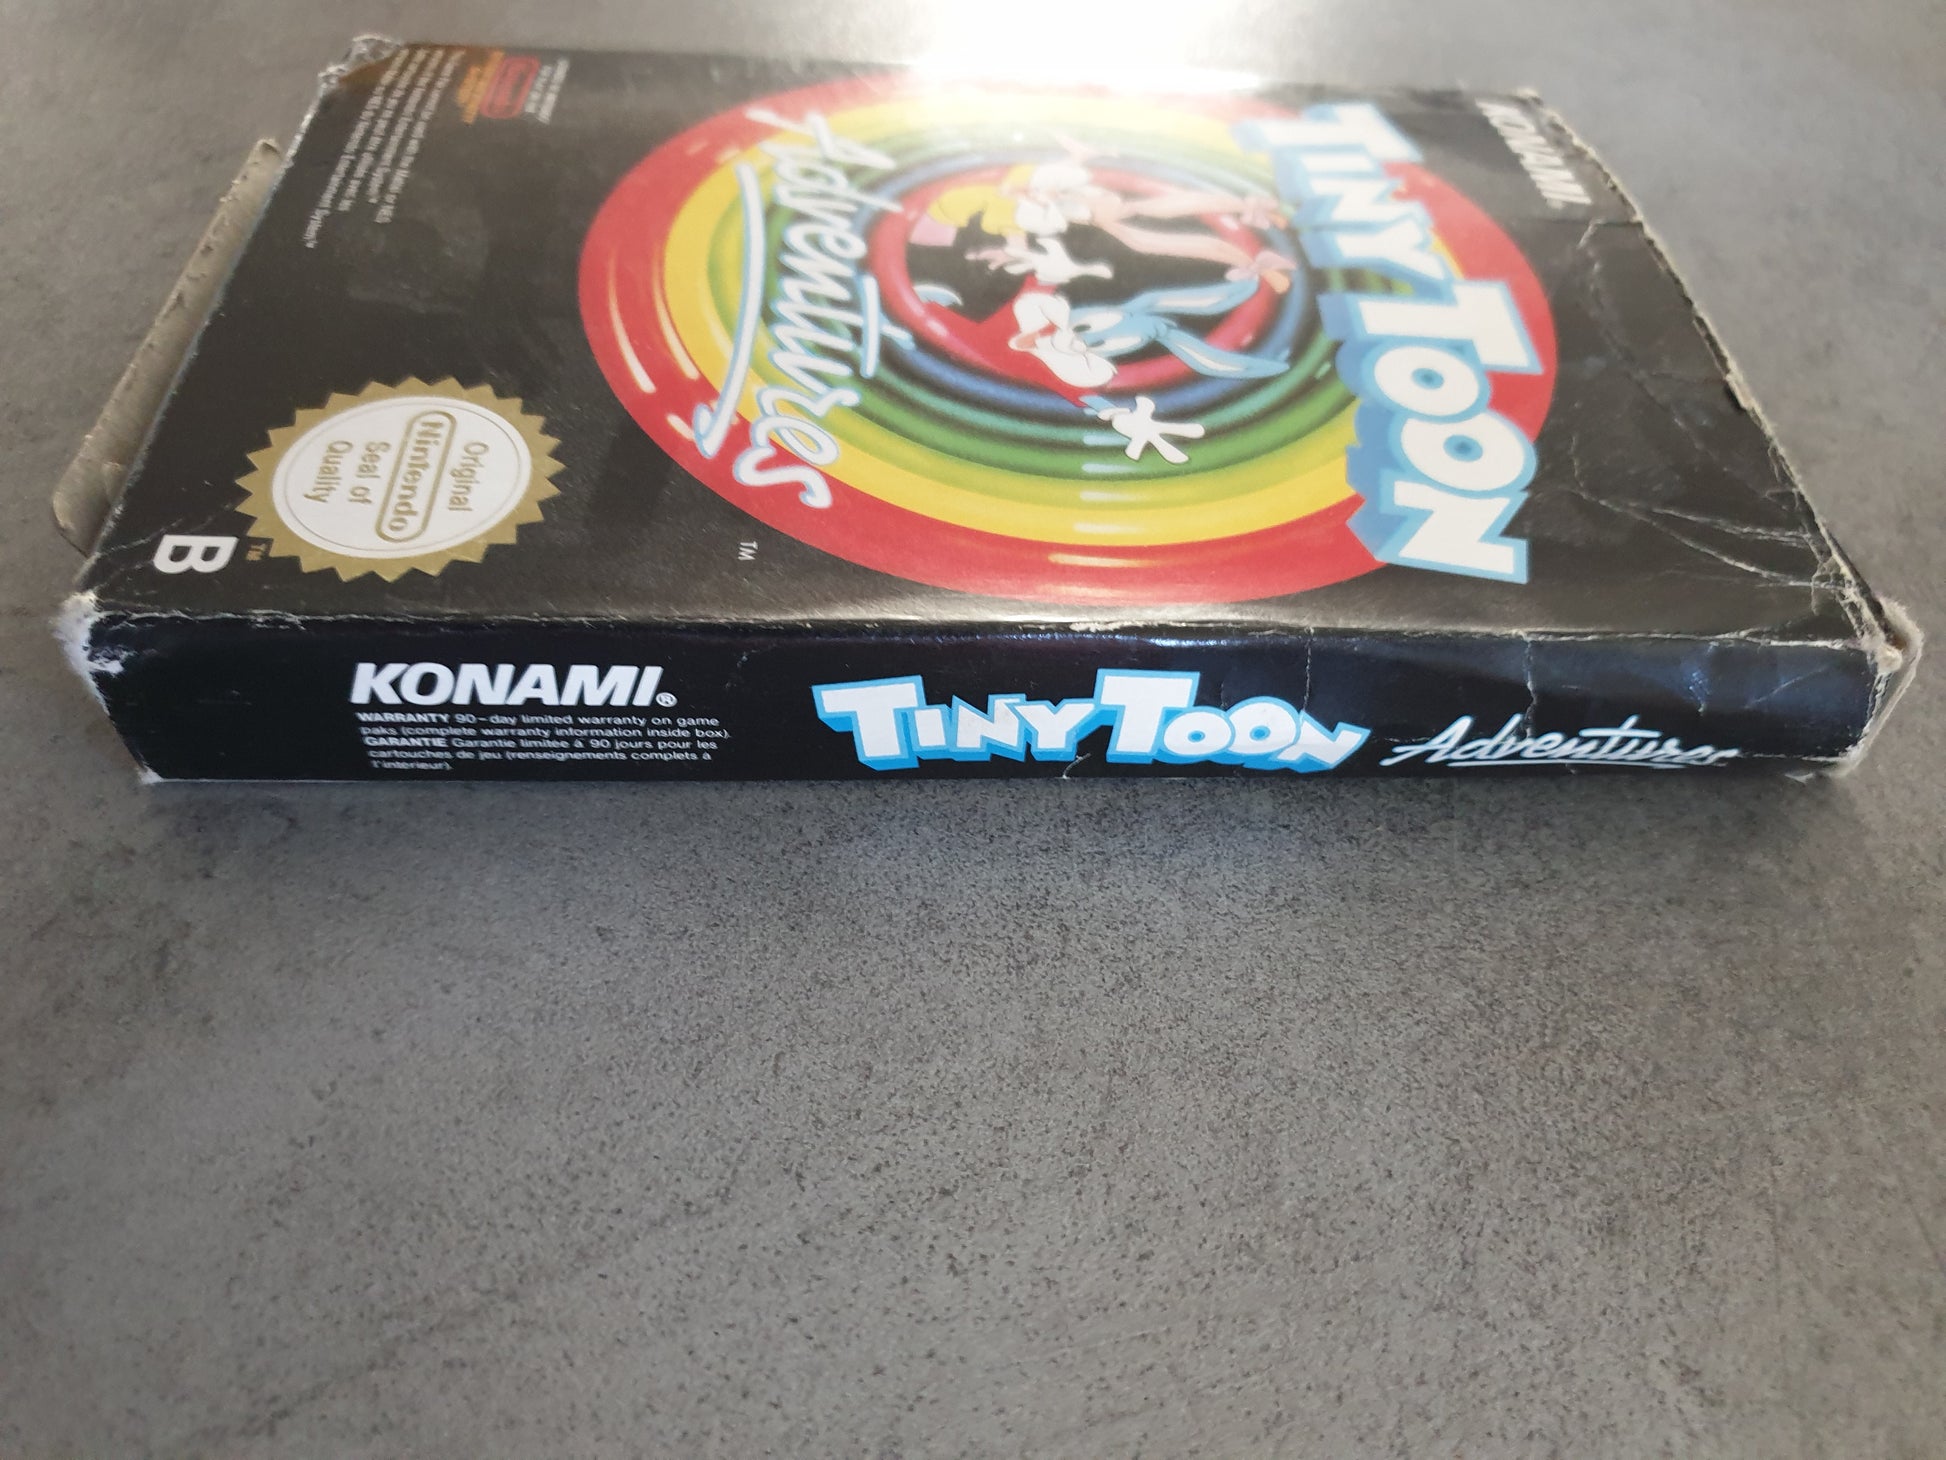 KONAMI
TINY TOON
Adventures
TM
Original
Nintendo
Seal of
Quality
TM
B
KONAMI®
WARRANTY 90-day limited warranty on game
paks (complete warranty information inside box).
GARANTIE Garantie limitée à 90 jours pour les
cartouches de jeu (renseignements complets à
l'intérieur).
TINY TOON Adventures